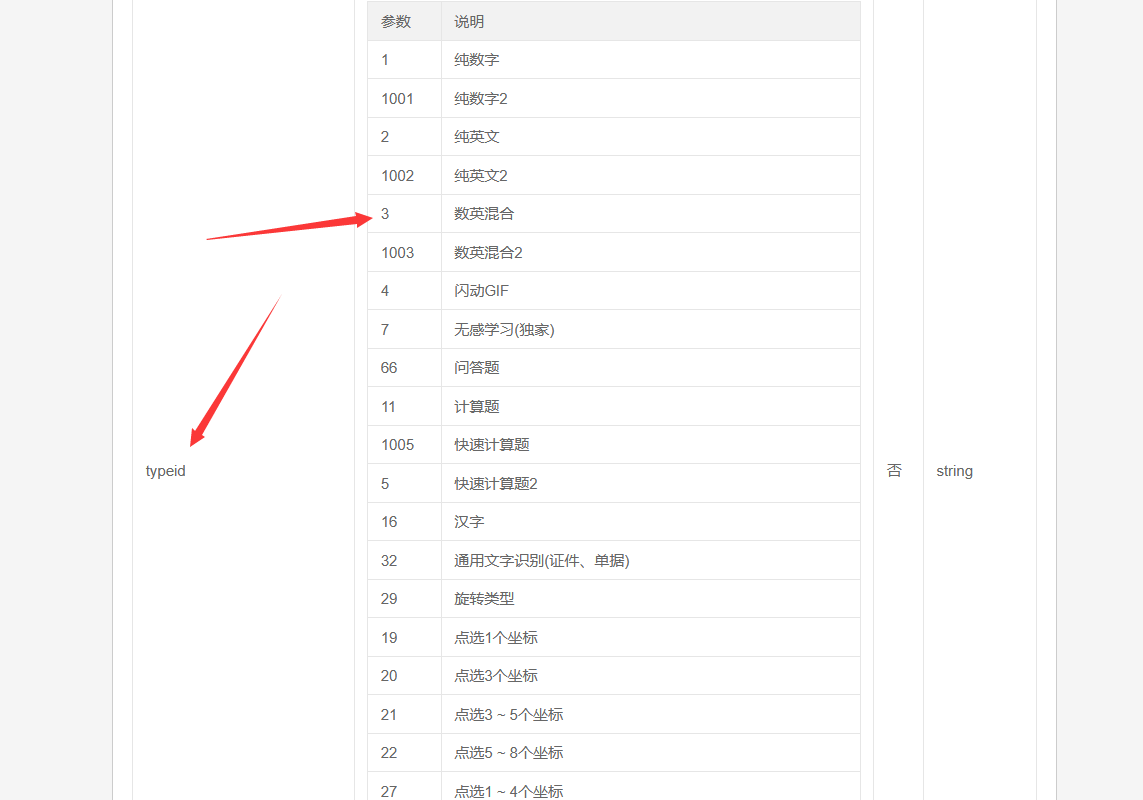 参数 说明
1 纯数字
1001 纯数字2
2 纯英文
1002 纯英文2
3 数英混合
1003 数英混合2
4 闪动GIF
7 无感学习(独家)
66 问答题
11 计算题
1005 快速计算题
typeid 否 string
5 快速计算题2
16 汉字
32 通用文字识别(证件、单据)
29 旋转类型
19 点选1个坐标
20 点选3个坐标
21 点选3 ~ 5个坐标
22 点选5 ~ 8个坐标
27 点选1 ~ 4个坐标